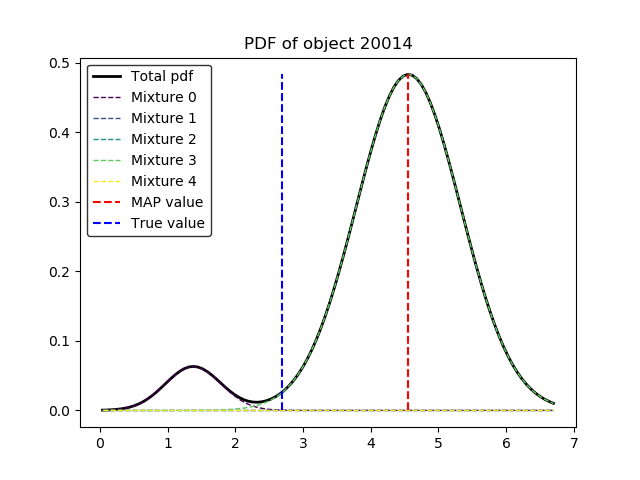 PDF of object 20014
0.5
0.4
0.3
0.2
0.1
0.0
Total pdf
Mixture 0
Mixture 1
Mixture 2
Mixture 3
Mixture 4
MAP value
True value
0 1 2 3 4 5 6 7